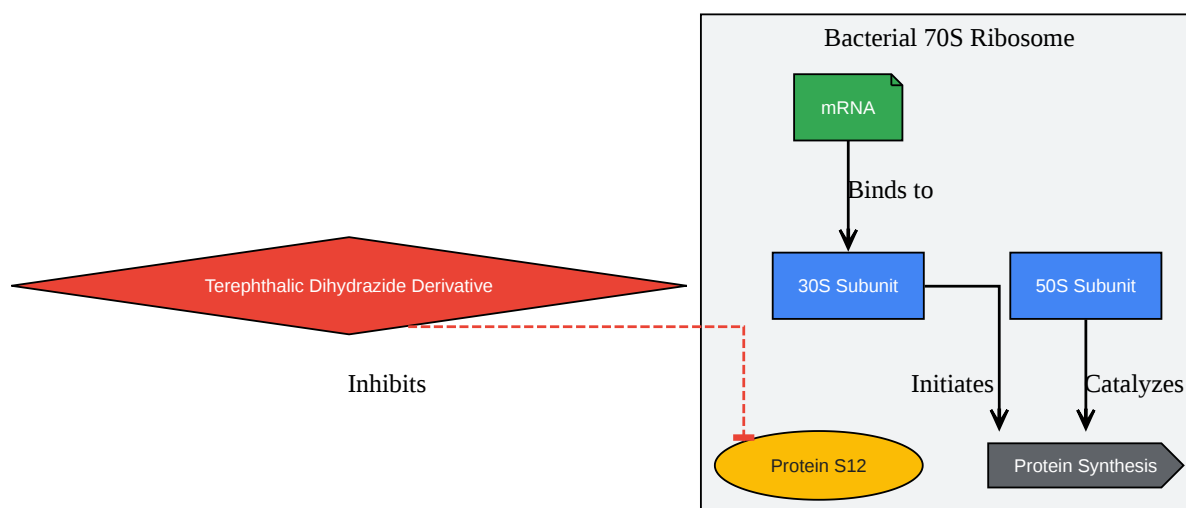 Bacterial 70S Ribosome
mRNA
Binds to
Terephthalic Dihydrazide Derivative
30S Subunit
50S Subunit
Inhibits
Initiates
Catalyzes
Protein S12
Protein Synthesis